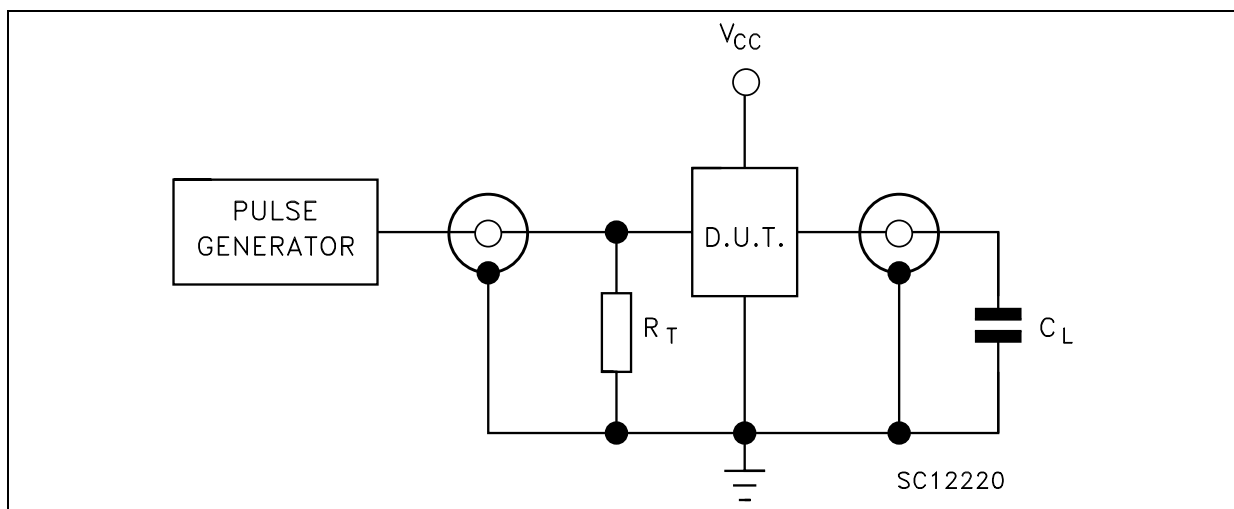 VCC
PULSE
GENERATOR
D.U.T.
RT
CL
SC12220